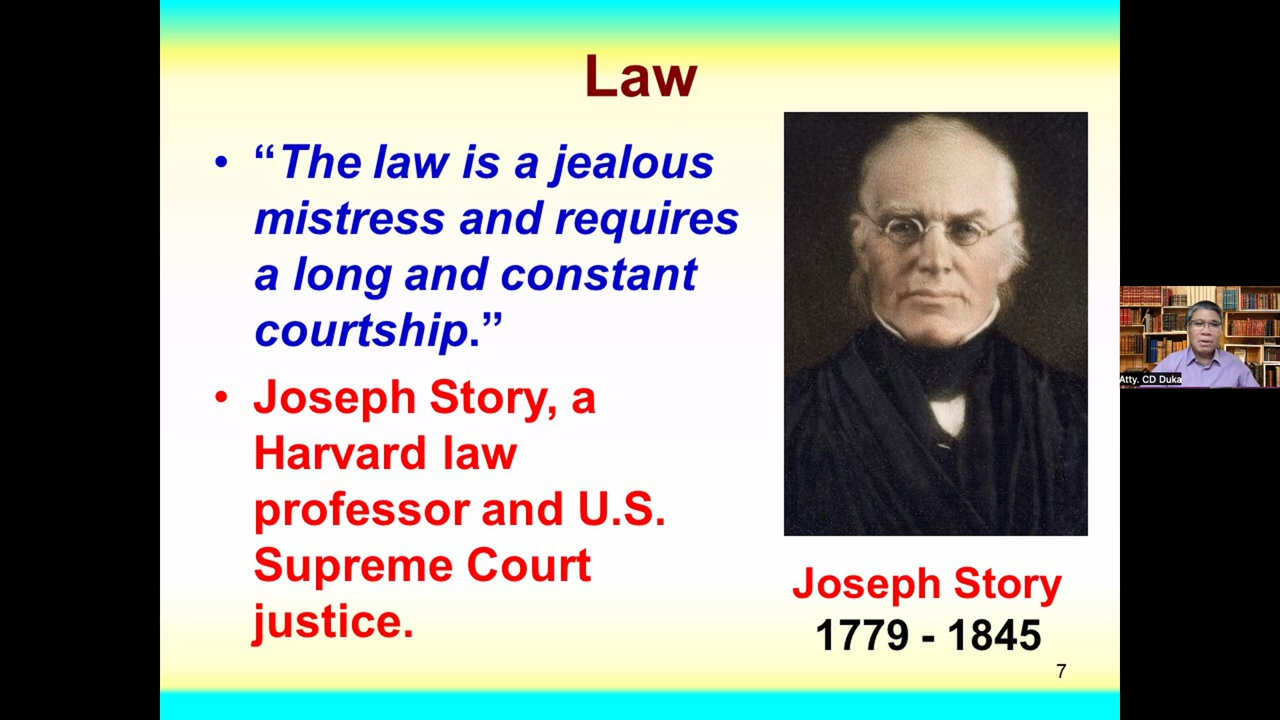 Law
• “The law is a jealous
mistress and requires
a long and constant
courtship.”
• Joseph Story, a
Harvard law
professor and U.S.
Supreme Court
justice.
Joseph Story
1779 - 1845
7
Atty. CD Duka